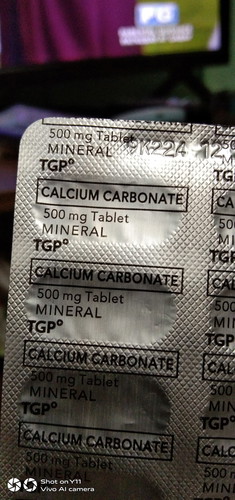 500 mg Tablet
MINERAL
TGP®
CALCIUM CARBONATE
500 mg Tablet
MINERAL
TGP®
CALCIUM CARBONATE
500 mg Tablet
MINERAL
TGP®
CALCIUM CARBONATE
500 mg Tablet
MINERAL
TGP®
CALCIUM CARBONATE
500 mg Tablet
MINERAL
Shot on Y11
Vivo AI camera